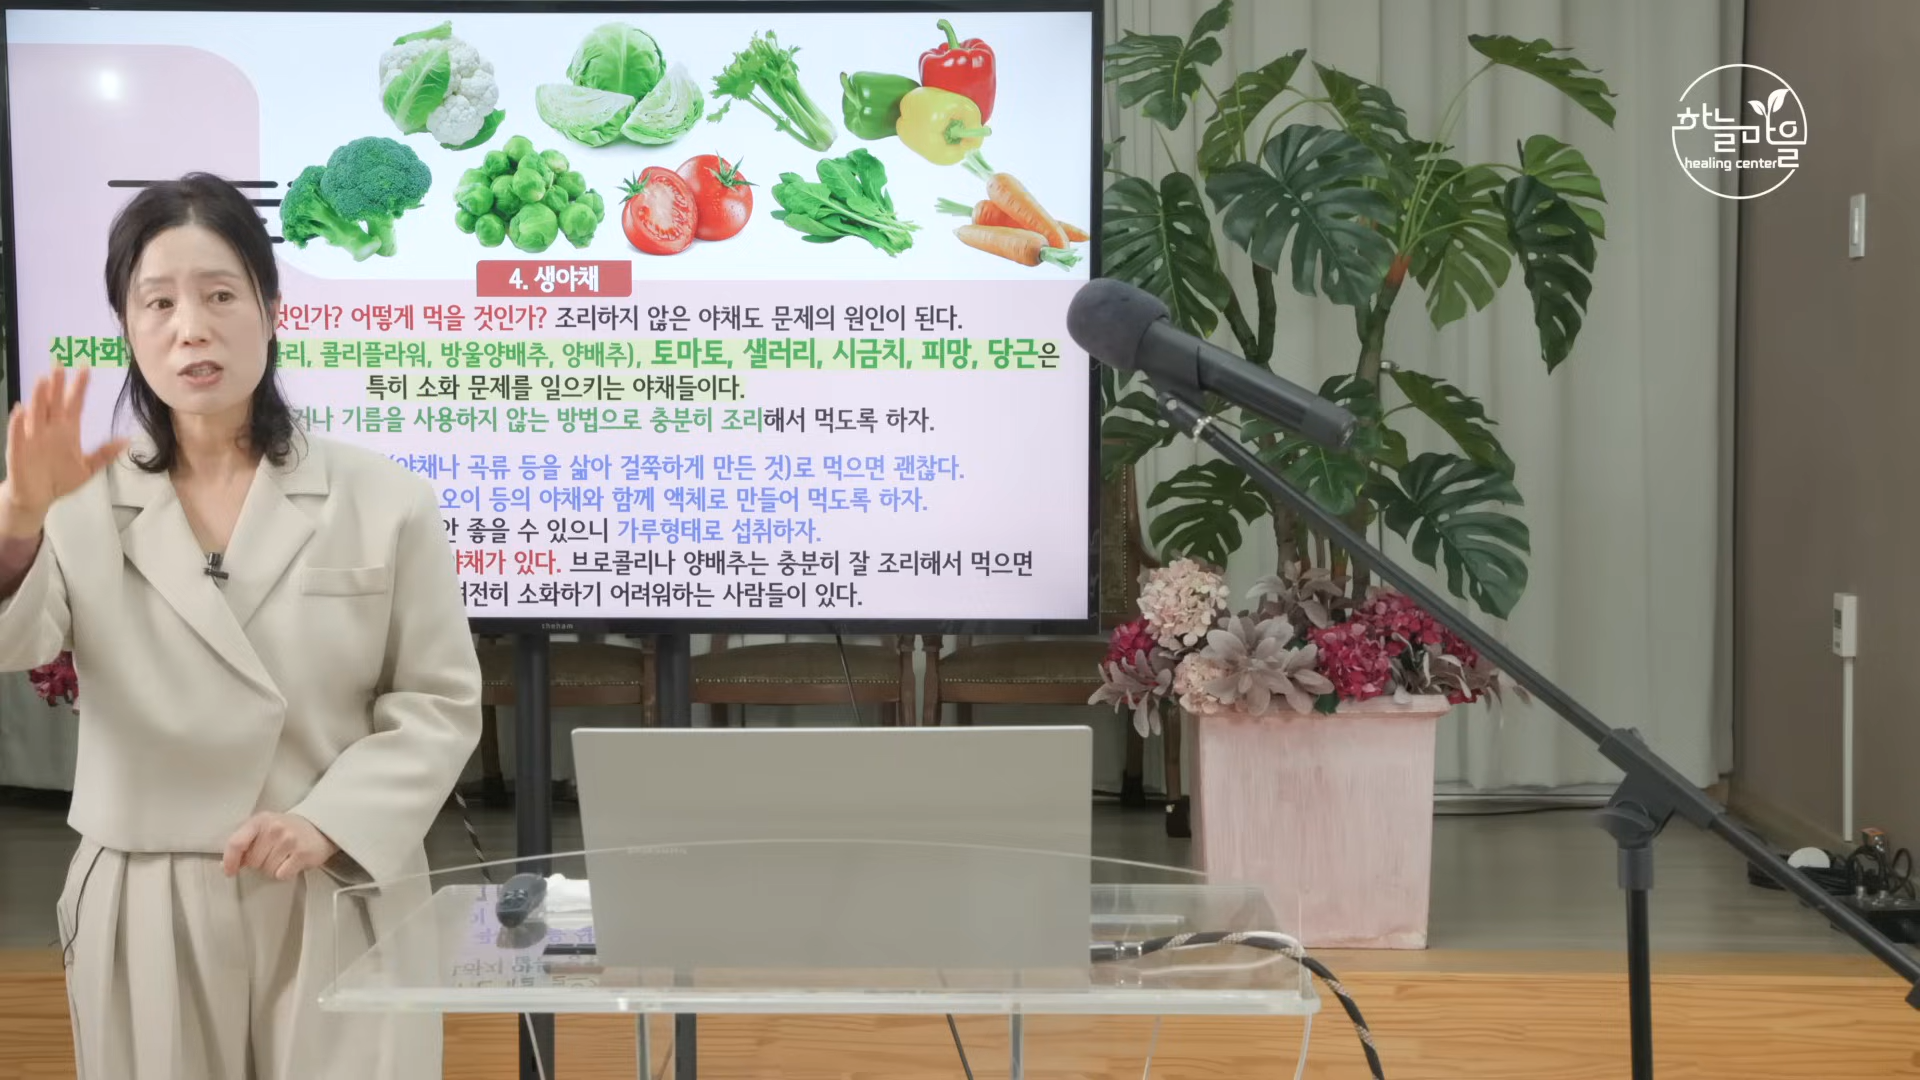 하늘마을
healing center
4. 생야채
것인가? 어떻게 먹을 것인가? 조리하지 않은 야채도 문제의 원인이 된다.
십자화 콜리플라워, 방울양배추, 양배추), 토마토, 샐러리, 시금치, 피망, 당근은
특히 소화 문제를 일으키는 야채들이다.
기름을 사용하지 않는 방법으로 충분히 조리해서 먹도록 하자.
(야채나 곡류 등을 삶아 걸쭉하게 만든 것)로 먹으면 괜찮다.
오이 등의 야채와 함께 액체로 만들어 먹도록 하자.
안 좋을 수 있으니 가루형태로 섭취하자.
야채가 있다. 브로콜리나 양배추는 충분히 잘 조리해서 먹으면
여전히 소화하기 어려워하는 사람들이 있다.